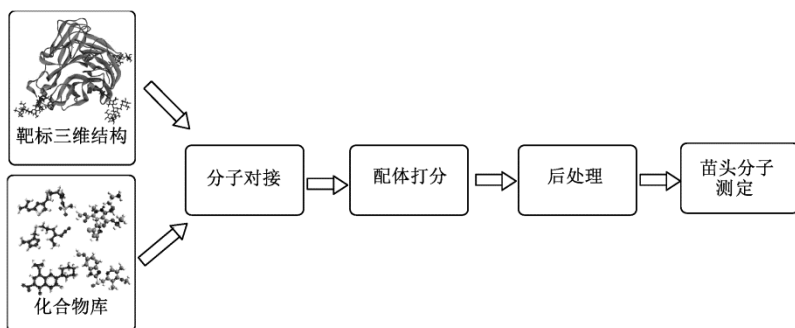 靶标三维结构
化合物库
分子对接
配体打分
后处理
苗头分子
测定